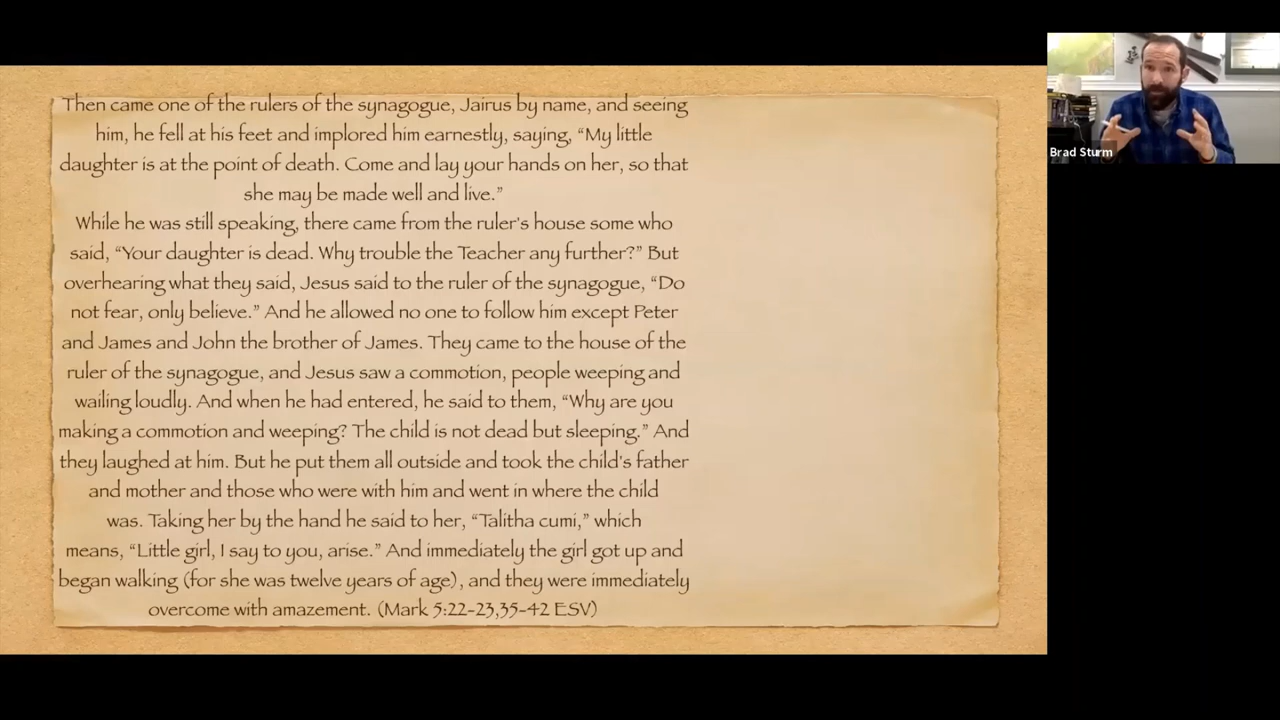 Then came one of the rulers of the synagogue, Jairus by name, and seeing
him, he fell at his feet and implored him earnestly, saying, “My little
daughter is at the point of death. Come and lay your hands on her, so that
she may be made well and live.”
While he was still speaking, there came from the ruler's house some who
said, “Your daughter is dead. Why trouble the Teacher any further?” But
overhearing what they said, Jesus said to the ruler of the synagogue, “Do
not fear, only believe.” And he allowed no one to follow him except Peter
and James and John the brother of James. They came to the house of the
ruler of the synagogue, and Jesus saw a commotion, people weeping and
wailing loudly. And when he had entered, he said to them, “Why are you
making a commotion and weeping? The child is not dead but sleeping.” And
they laughed at him. But he put them all outside and took the child's father
and mother and those who were with him and went in where the child
was. Taking her by the hand he said to her, “Talitha cumi,” which
means, “Little girl, I say to you, arise.” And immediately the girl got up and
began walking (for she was twelve years of age), and they were immediately
overcome with amazement. (Mark 5:22-23,35-42 ESV)
Brad Sturm